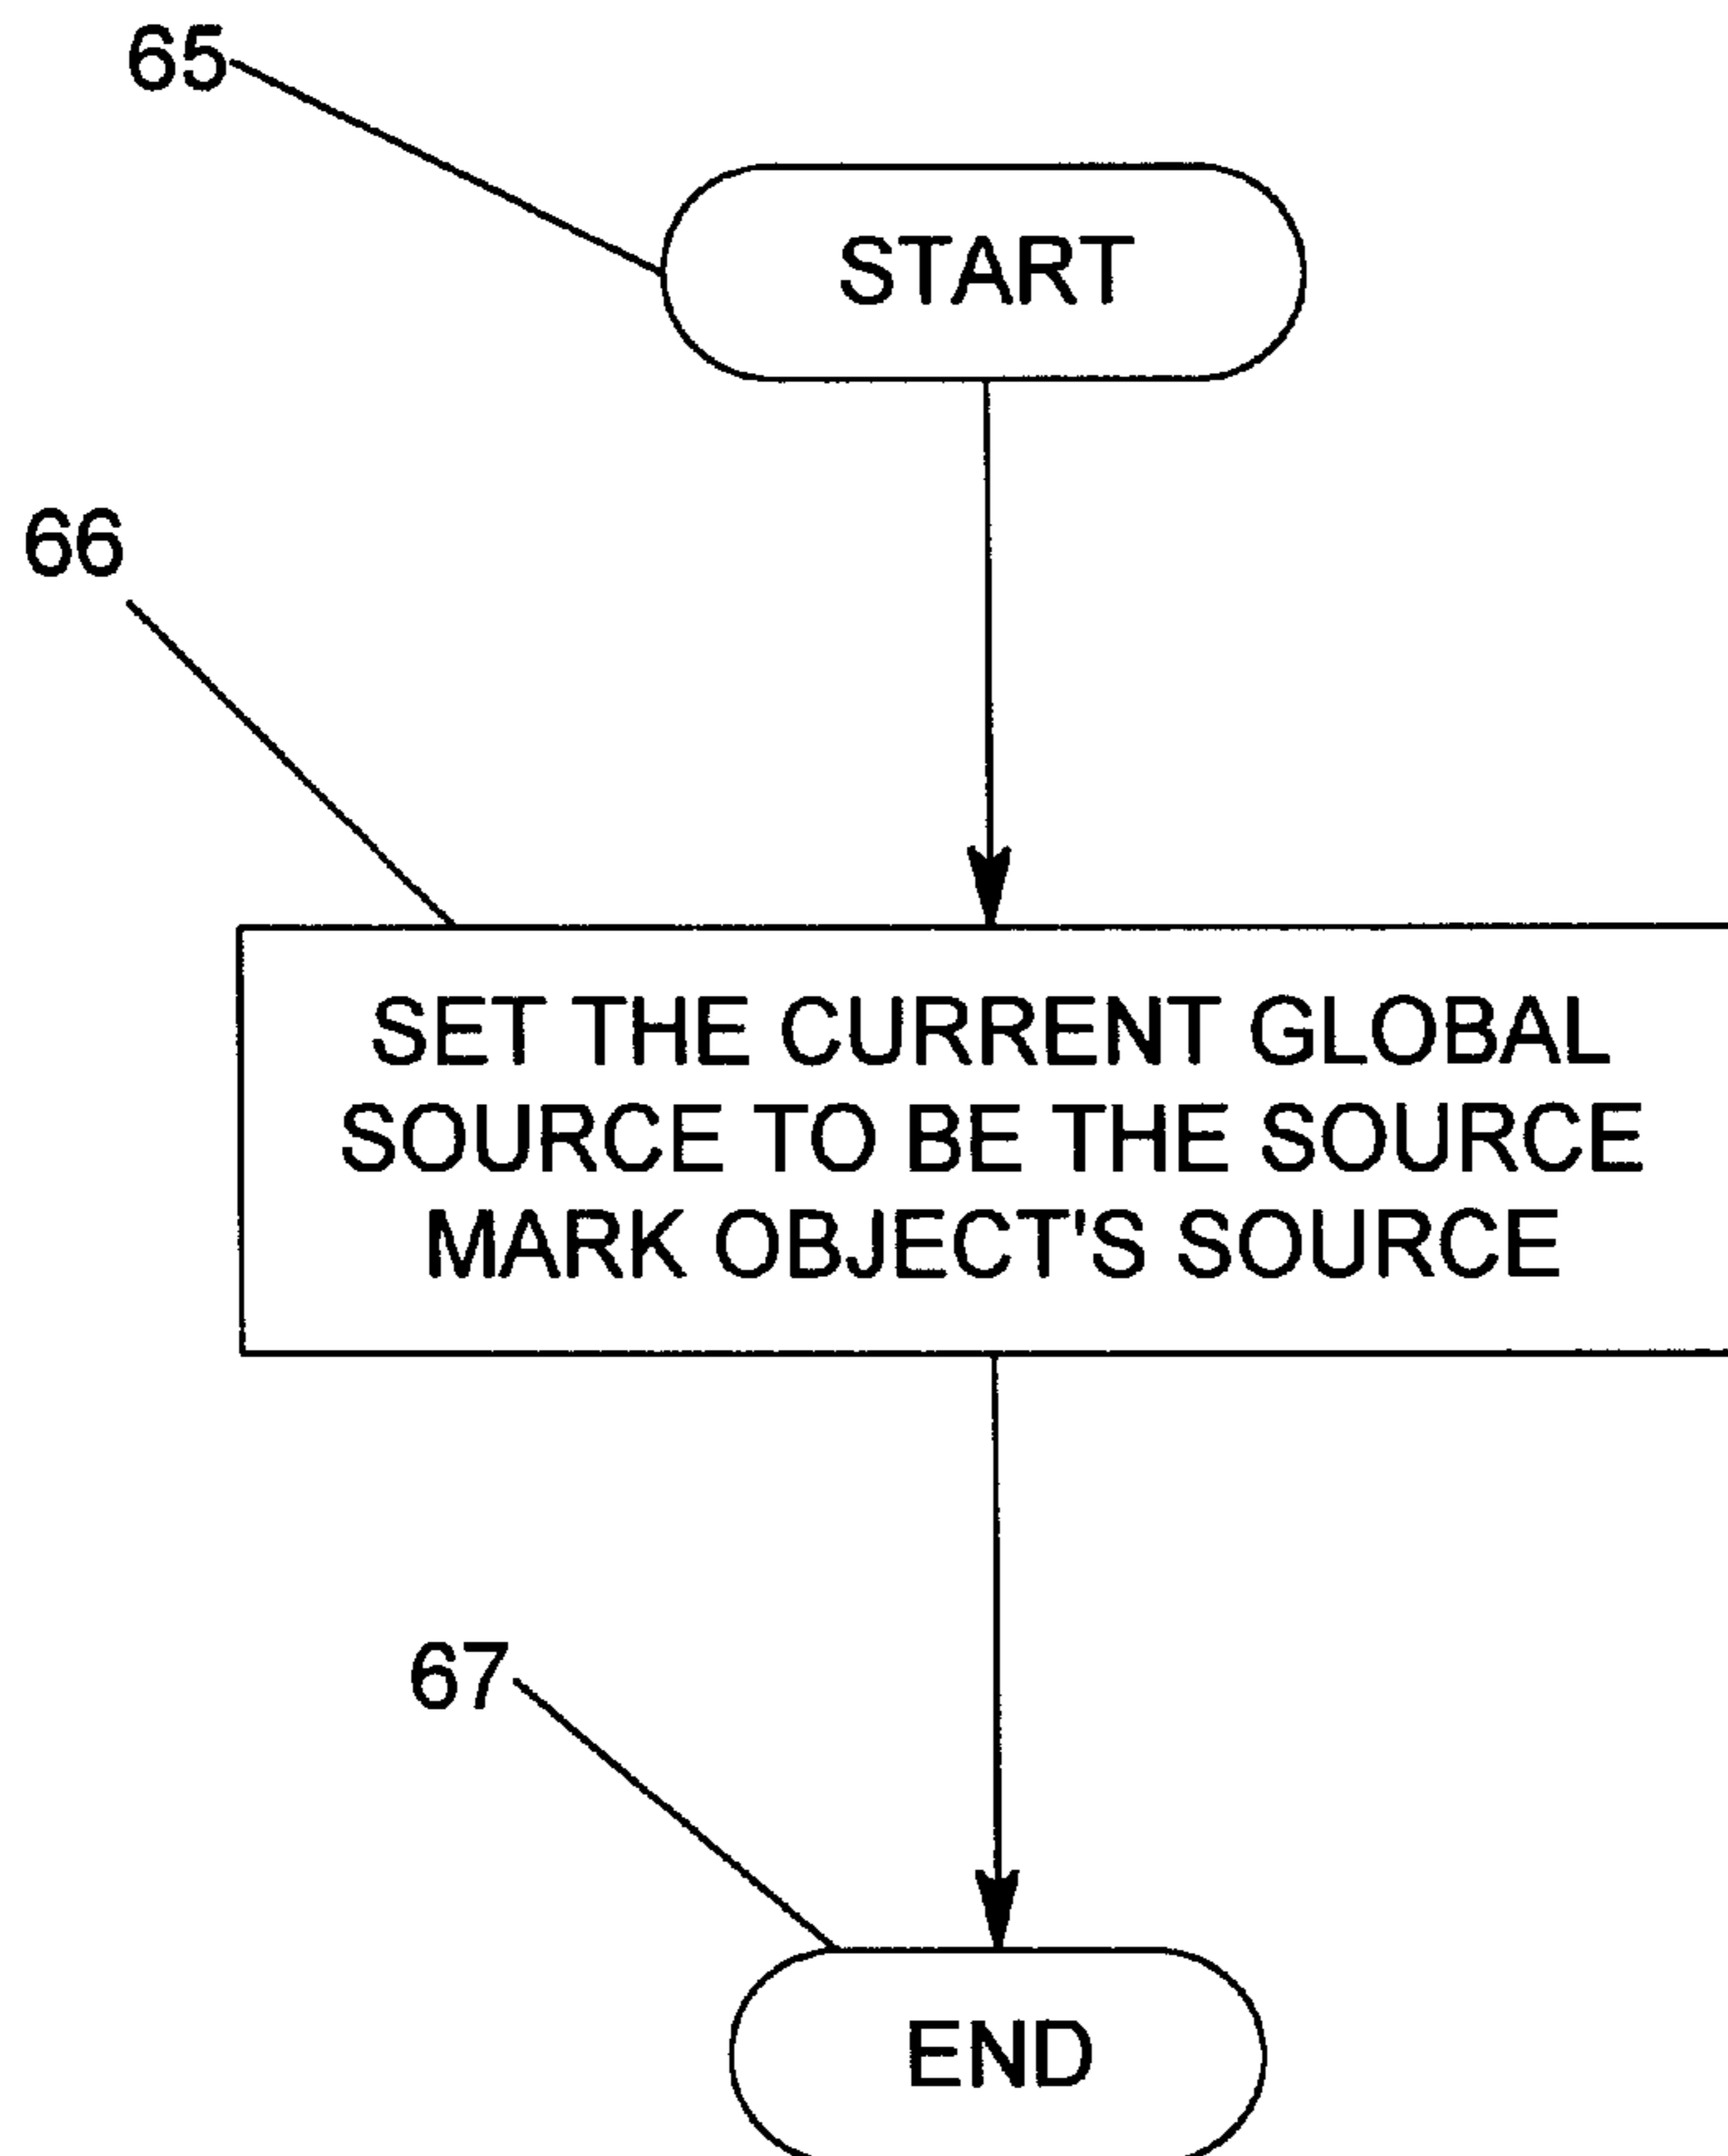 65
START
66
SET THE CURRENT GLOBAL
SOURCE TO BE THE SOURCE
MARK OBJECT'S SOURCE
67
END